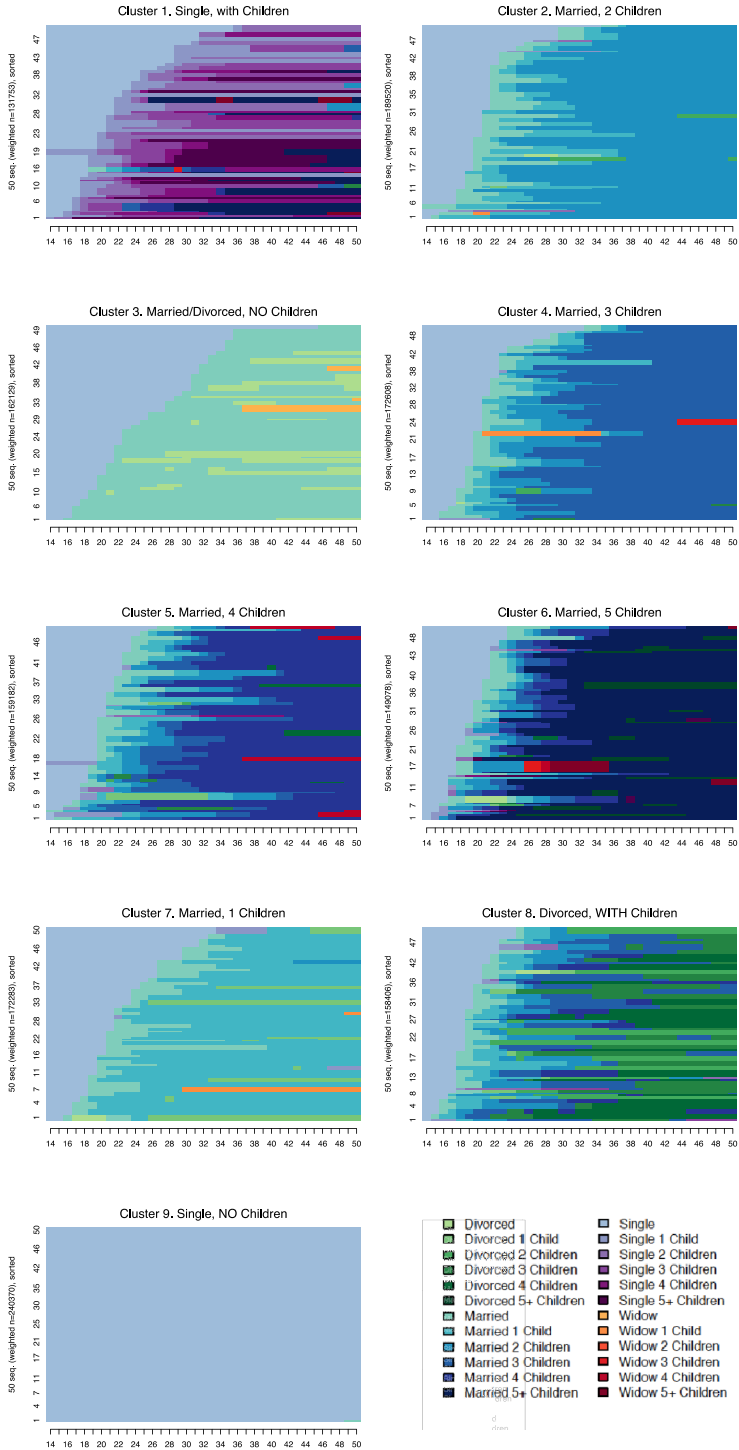 Cluster 1. Single, with Children
50 seq. (weighted n=131753), sorted
1 6 10 16 19 23 28 32 38 43 47
14 16 18 20 22 24 26 28 30 32 34 36 38 40 42 44 46 48 50
Cluster 2. Married, 2 Children
50 seq. (weighted n=189520), sorted
1 6 11 16 21 25 31 36 41 47
14 16 18 20 22 24 26 28 30 32 34 36 38 40 42 44 46 48 50
Cluster 3. Married/Divorced, NO Children
50 seq. (weighted n=162129), sorted
1 6 10 15 20 24 29 33 38 42 49
14 16 18 20 22 24 26 28 30 32 34 36 38 40 42 44 46 48 50
Cluster 4. Married, 3 Children
50 seq. (weighted n=172608), sorted
1 5 9 13 17 21 24 28 33 38 42 48
14 16 18 20 22 24 26 28 30 32 34 36 38 40 42 44 46 48 50
Cluster 5. Married, 4 Children
50 seq. (weighted n=159182), sorted
1 5 9 14 18 22 26 33 37 41 46
14 16 18 20 22 24 26 28 30 32 34 36 38 40 42 44 46 48 50
Cluster 6. Married, 5 Children
50 seq. (weighted n=149078), sorted
1 7 11 17 21 26 31 36 40 43 48
14 16 18 20 22 24 26 28 30 32 34 36 38 40 42 44 46 48 50
Cluster 7. Married, 1 Children
50 seq. (weighted n=172283), sorted
1 4 7 11 16 22 28 33 37 42 46 50
14 16 18 20 22 24 26 28 30 32 34 36 38 40 42 44 46 48 50
Cluster 8. Divorced, WITH Children
50 seq. (weighted n=158406), sorted
1 4 8 13 17 22 27 31 36 42 47
14 16 18 20 22 24 26 28 30 32 34 36 38 40 42 44 46 48 50
Cluster 9. Single, NO Children
50 seq. (weighted n=240370), sorted
1 4 7 11 17 21 26 30 35 42 46 50
14 16 18 20 22 24 26 28 30 32 34 36 38 40 42 44 46 48 50
Divorced
Divorced 1 Child
Divorced 2 Children
Divorced 3 Children
Divorced 4 Children
Divorced 5+ Children
Married
Married 1 Child
Married 2 Children
Married 3 Children
Married 4 Children
Married 5+ Children
Single
Single 1 Child
Single 2 Children
Single 3 Children
Single 4 Children
Single 5+ Children
Widow
Widow 1 Child
Widow 2 Children
Widow 3 Children
Widow 4 Children
Widow 5+ Children